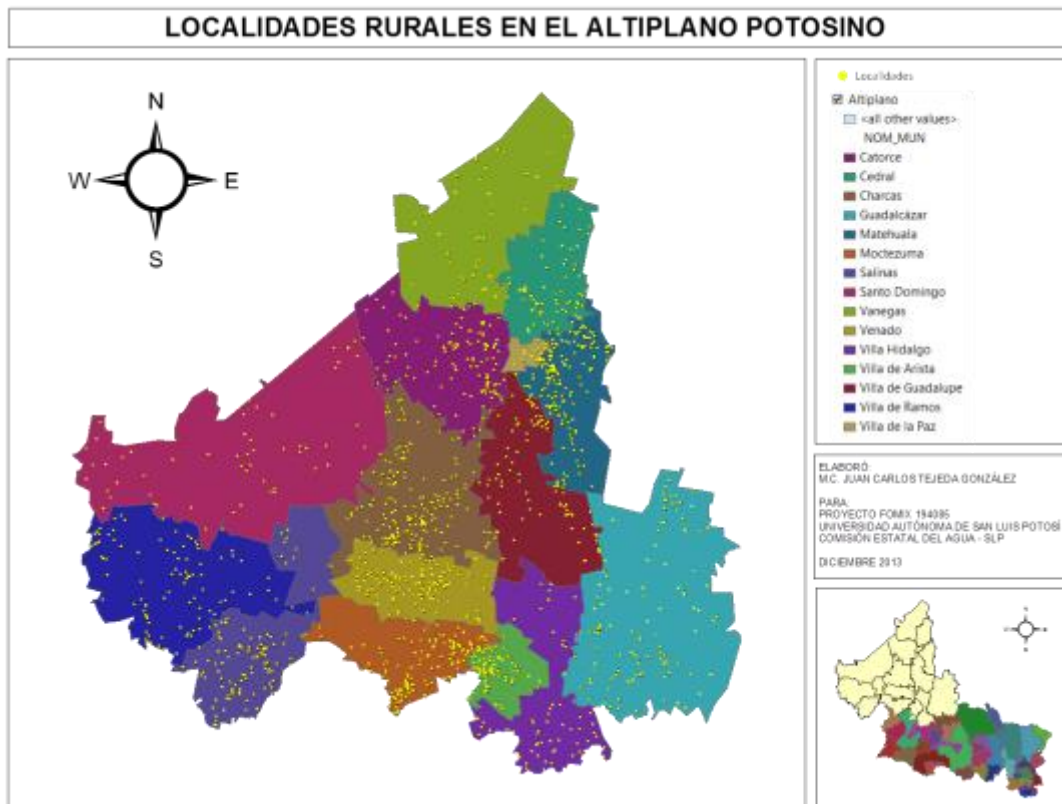 LOCALIDADES RURALES EN EL ALTIPLANO POTOSINO
N
W E
S
Localidades
Altiplano
<all other values>
NOM_MUN
Catorce
Cedral
Charcas
Guadalcázar
Matehuala
Moctezuma
Salinas
Santo Domingo
Vanegas
Venado
Villa Hidalgo
Villa de Arista
Villa de Guadalupe
Villa de Ramos
Villa de la Paz
ELABORÓ:
M.C. JUAN CARLOS TEJEDA GONZÁLEZ
PARA:
PROYECTO FOMIX 194095
UNIVERSIDAD AUTÓNOMA DE SAN LUIS POTOSÍ
COMISIÓN ESTATAL DEL AGUA - SLP
DICIEMBRE 2013